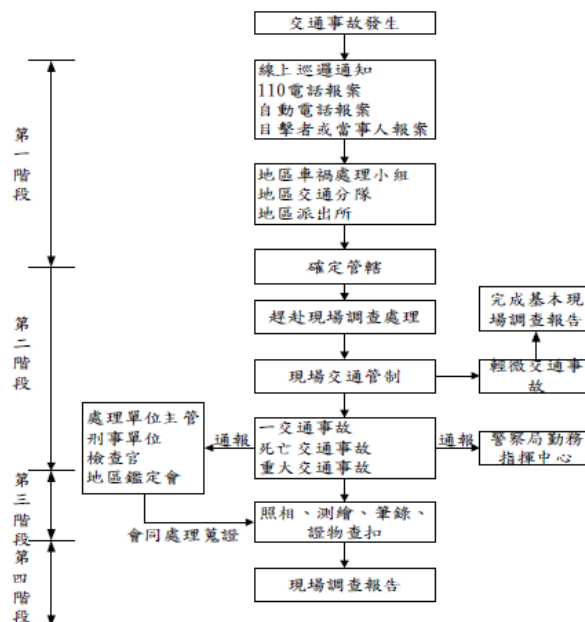 交通事故發生
線上巡邏通知
110電話報案
自動電話報案
目擊者或當事人報案
第一階段
地區車禍處理小組
地區交通分隊
地區派出所
確定管轄
第二階段
趕赴現場調查處理
完成基本現
場調查報告
現場交通管制
輕微交通事
故
處理單位主管
刑事單位
檢查官
地區鑑定會
通報
一交通事故
死亡交通事故
重大交通事故
通報
警察局勤務
指揮中心
第三階段
會同處理蒐證
照相、測繪、筆錄、
證物查扣
第四階段
現場調查報告